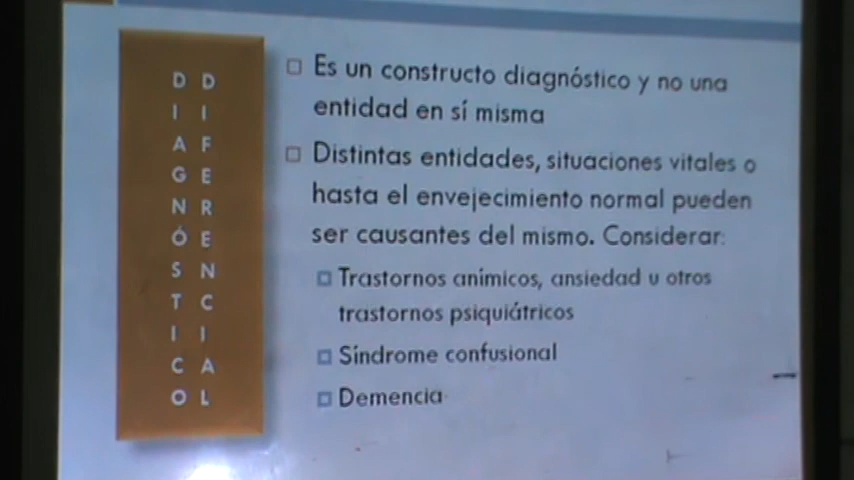 DIAGNÓSTICO
DIFERENCIAL
Es un constructo diagnóstico y no una
entidad en sí misma
Distintas entidades, situaciones vitales o
hasta el envejecimiento normal pueden
ser causantes del mismo. Considerar:
Trastornos anímicos, ansiedad u otros
trastornos psiquiátricos
Síndrome confusional
Demencia